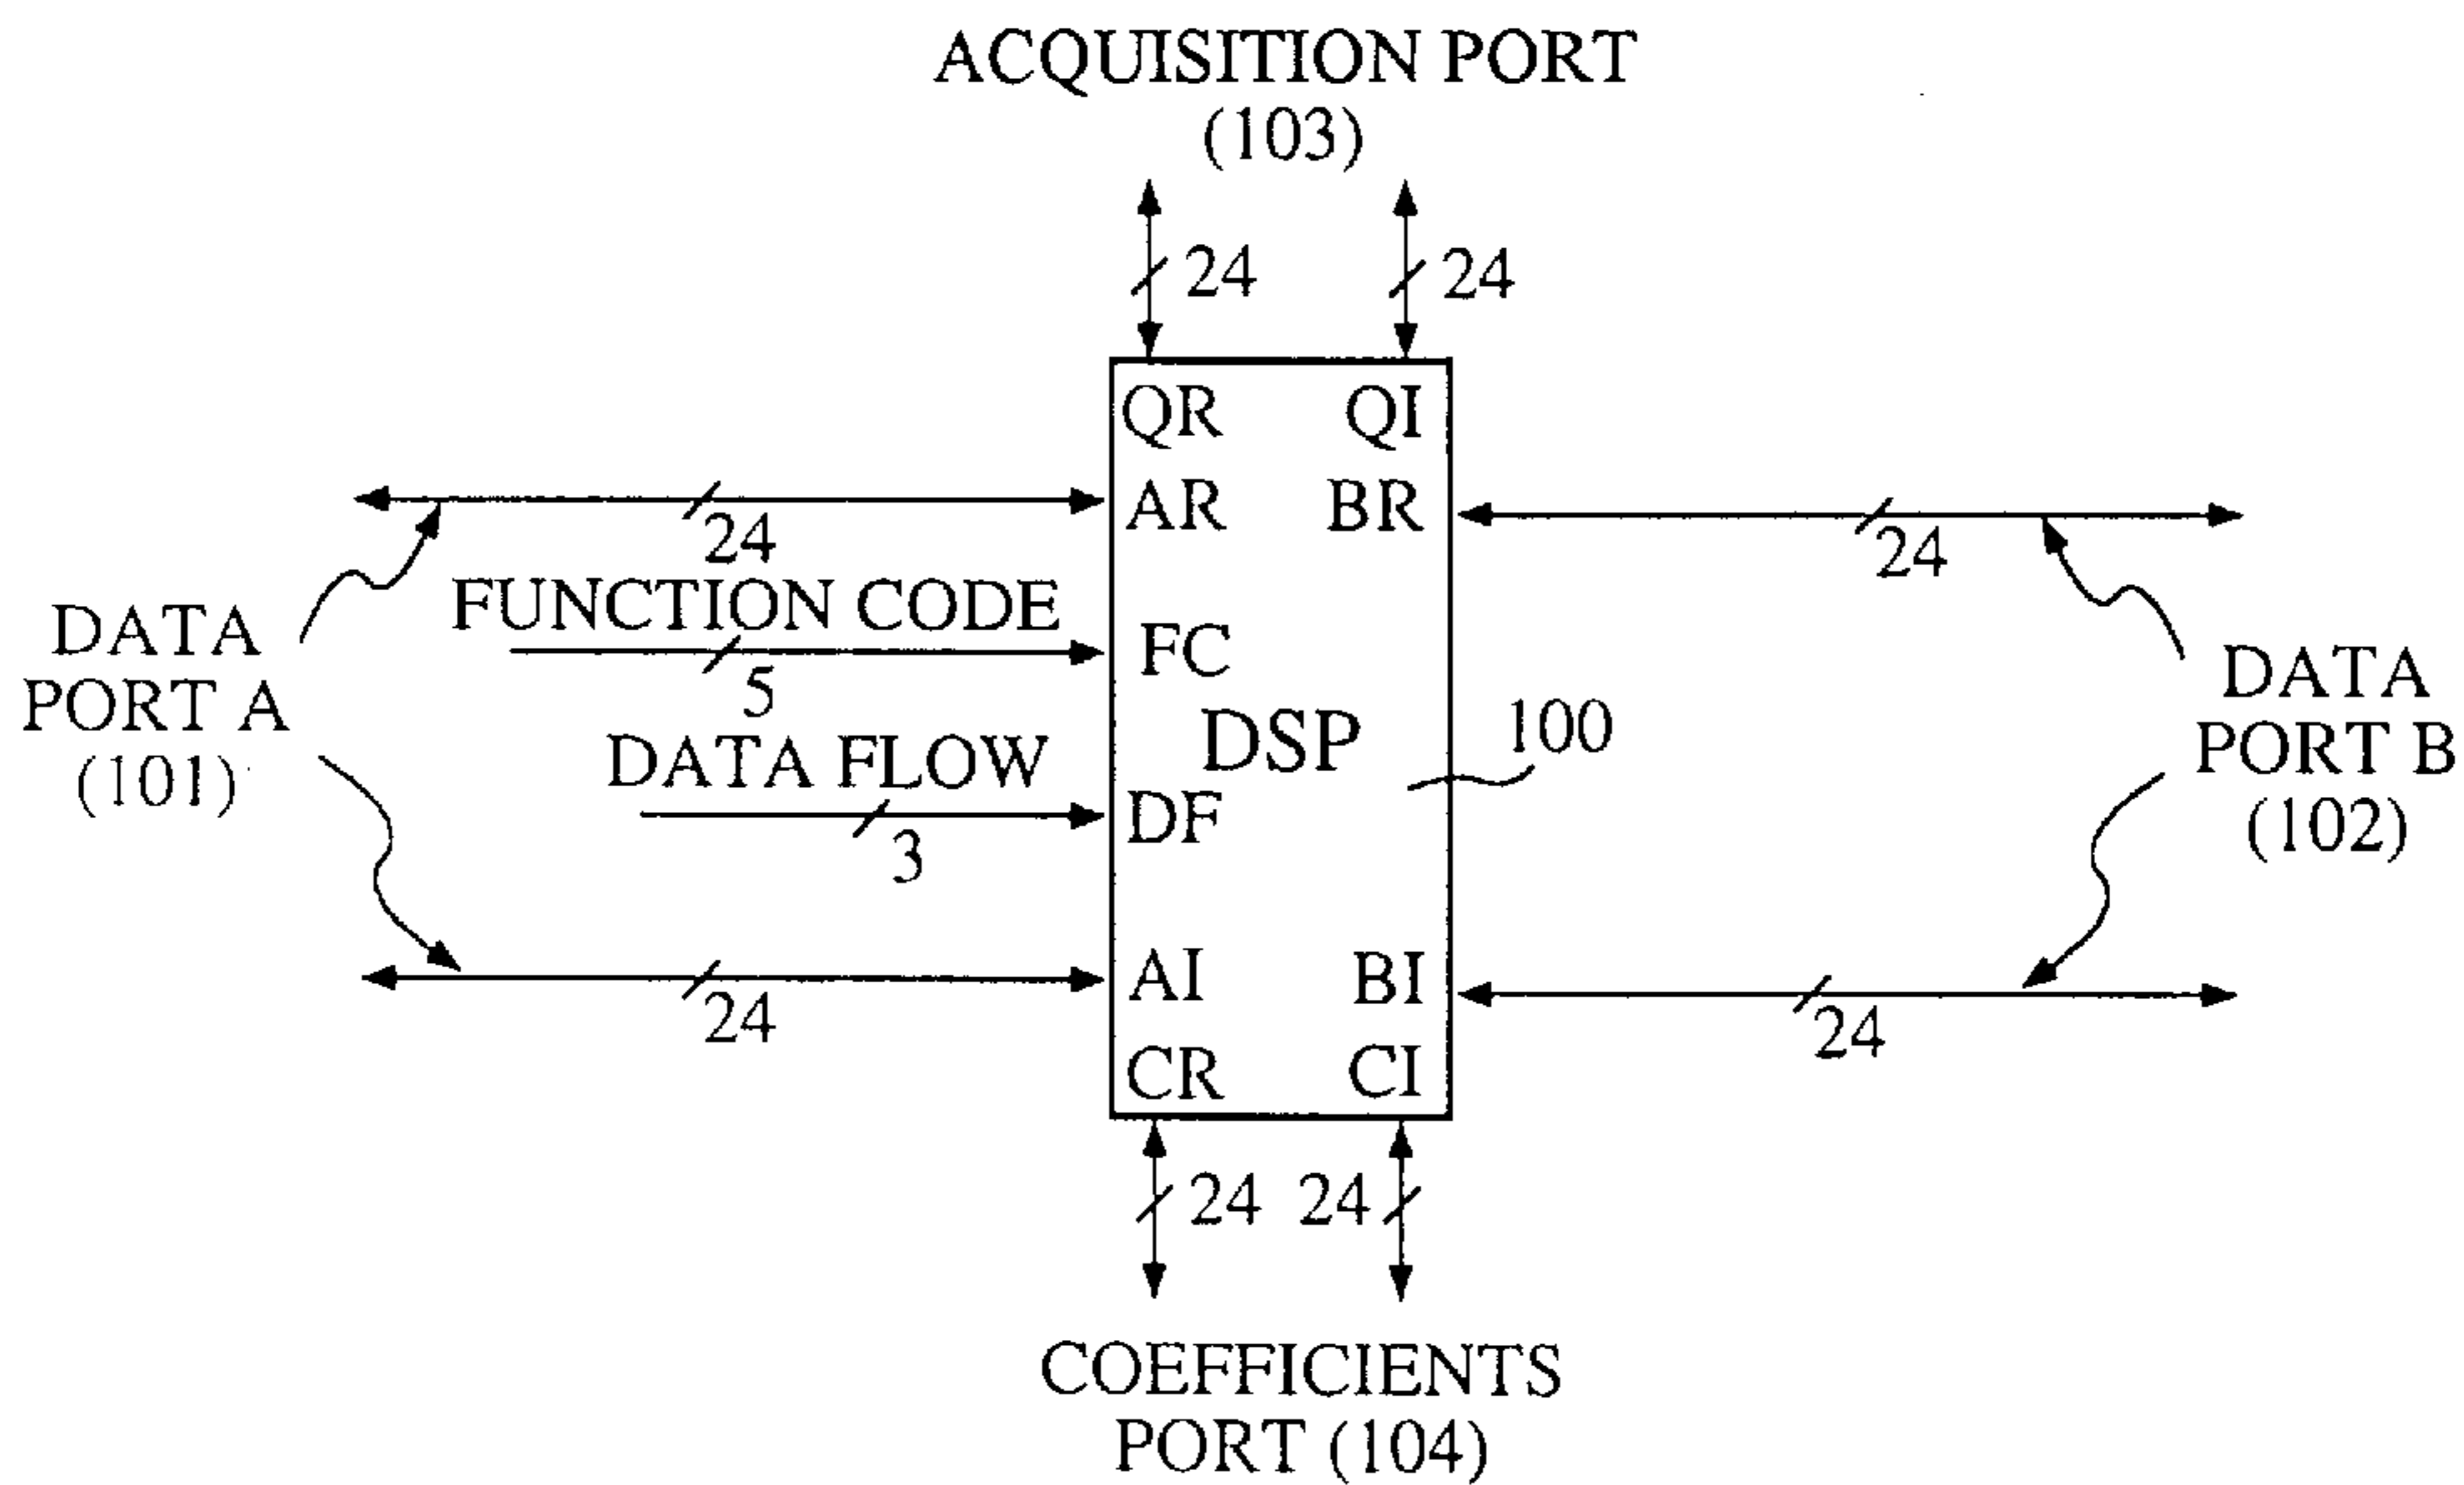 ACQUISITION PORT
(103)
24
24
QR
QI
AR
BR
24
24
FUNCTION CODE
FC
5
DATA
PORT A
(101)
DATA
PORT B
(102)
DSP
100
DATA FLOW
DF
3
AI
BI
24
24
CR
CI
24
24
COEFFICIENTS
PORT (104)